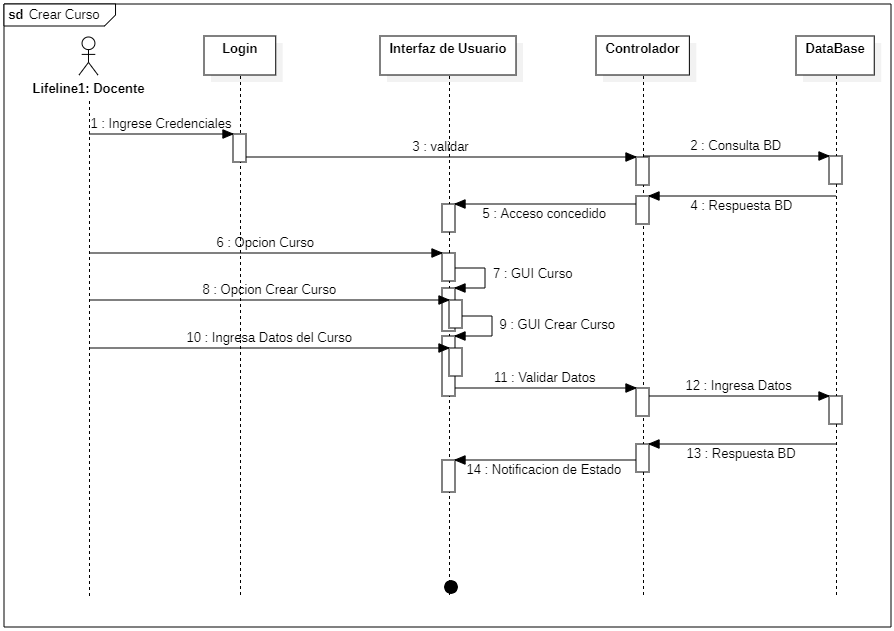 sd Crear Curso
Login
Interfaz de Usuario
Controlador
DataBase
Lifeline1: Docente
1 : Ingrese Credenciales
3 : validar
2 : Consulta BD
5 : Acceso concedido
4 : Respuesta BD
6 : Opcion Curso
7 : GUI Curso
8 : Opcion Crear Curso
9 : GUI Crear Curso
10 : Ingresa Datos del Curso
11 : Validar Datos
12 : Ingresa Datos
13 : Respuesta BD
14 : Notificacion de Estado